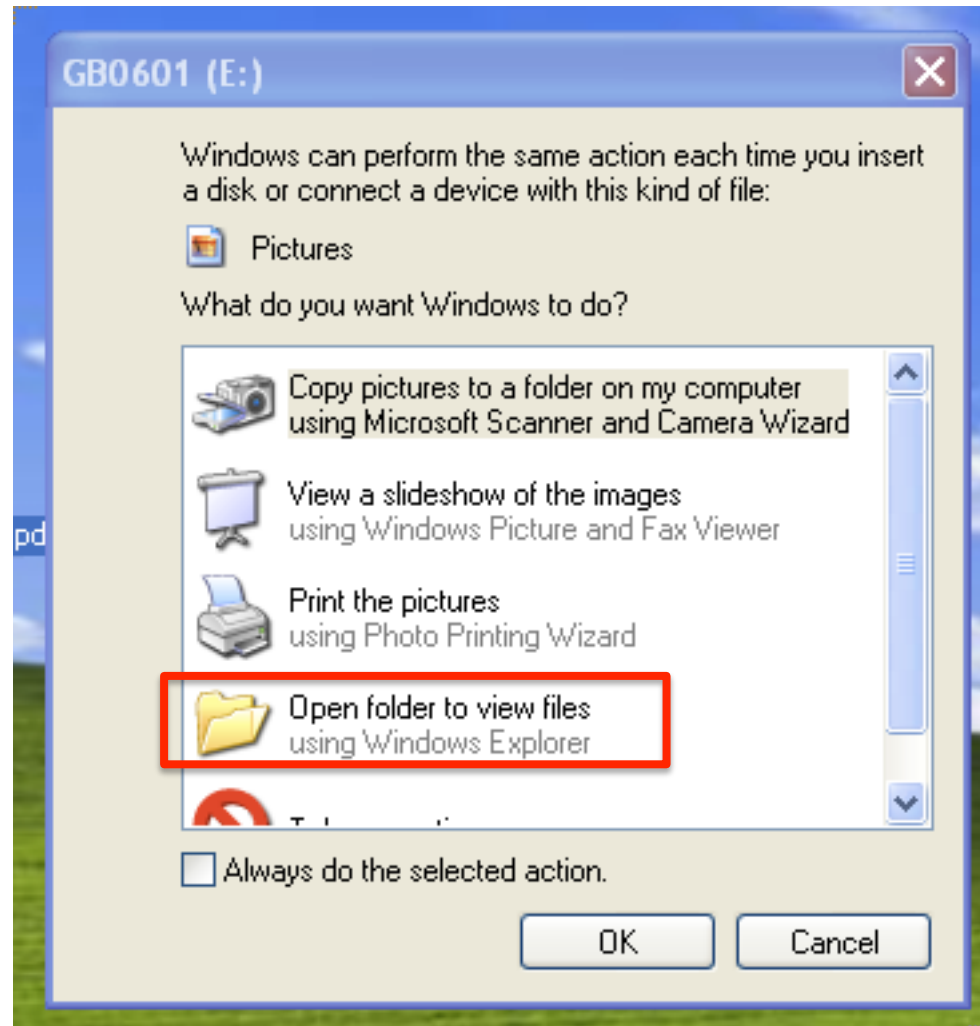 GB0601 (E:)
Windows can perform the same action each time you insert
a disk or connect a device with this kind of file:
Pictures
What do you want Windows to do?
Copy pictures to a folder on my computer
using Microsoft Scanner and Camera Wizard
View a slideshow of the images
using Windows Picture and Fax Viewer
pd
Print the pictures
using Photo Printing Wizard
Open folder to view files
using Windows Explorer
Always do the selected action.
OK Cancel